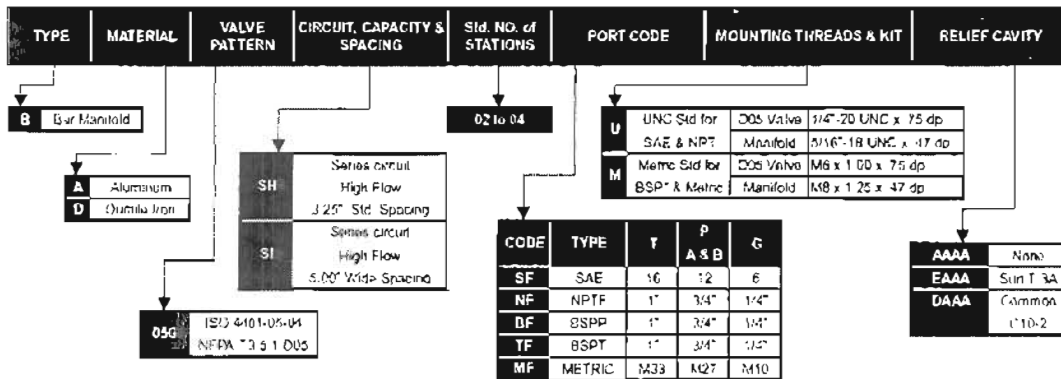 TYPE
MATERIAL
VALVE PATTERN
CIRCUIT, CAPACITY & SPACING
Std. NO. of STATIONS
PORT CODE
MOUNTING THREADS & KIT
RELIEF CAVITY
B Bar Manifold
A Aluminum
D Ductile Iron
05G ISO 4401-05-04
NFPA T3.5.1 D05
SH Series circuit
High Flow
3.25" Std. Spacing
SI Series circuit
High Flow
5.00" Wide Spacing
02 to 04
CODE TYPE T P A & B G
SF SAE 16 12 6
NF NPTF 1" 3/4" 1/4"
BF BSPP 1" 3/4" 1/4"
TF BSPT 1" 3/4" 1/4"
MF METRIC M33 M27 M10
U UNC Std for D05 Valve 1/4"-20 UNC x .75 dp
SAE & NPT Manifold 5/16"-18 UNC x .47 dp
M Metric Std for D05 Valve M6 x 1.00 x .75 dp
BSPT & Metric Manifold M8 x 1.25 x .47 dp
AAAA None
EAAA Sun T-3A
DAAA Common
C10-2